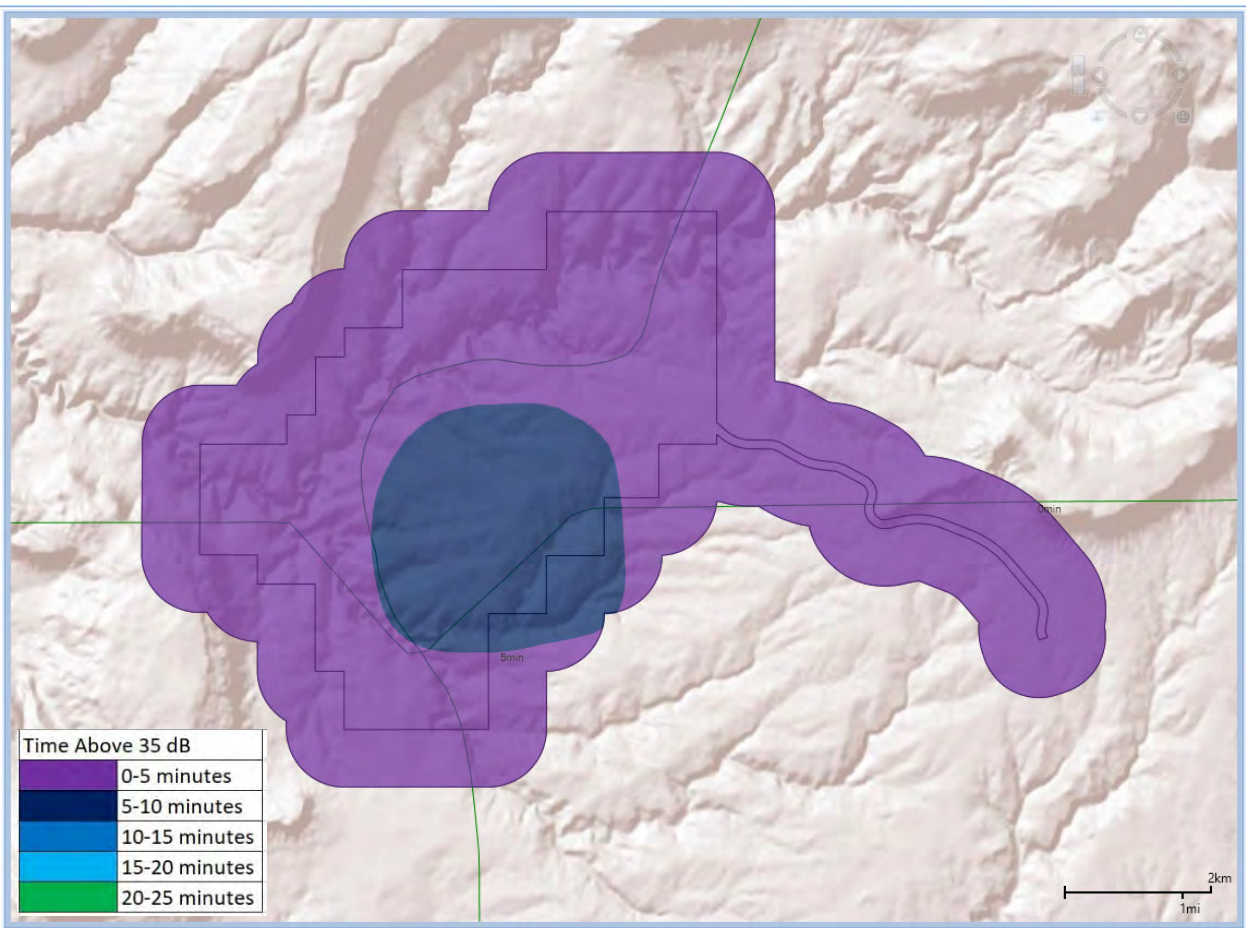 0min
5min
Time Above 35 dB
0-5 minutes
5-10 minutes
10-15 minutes
15-20 minutes
20-25 minutes
2km
1mi